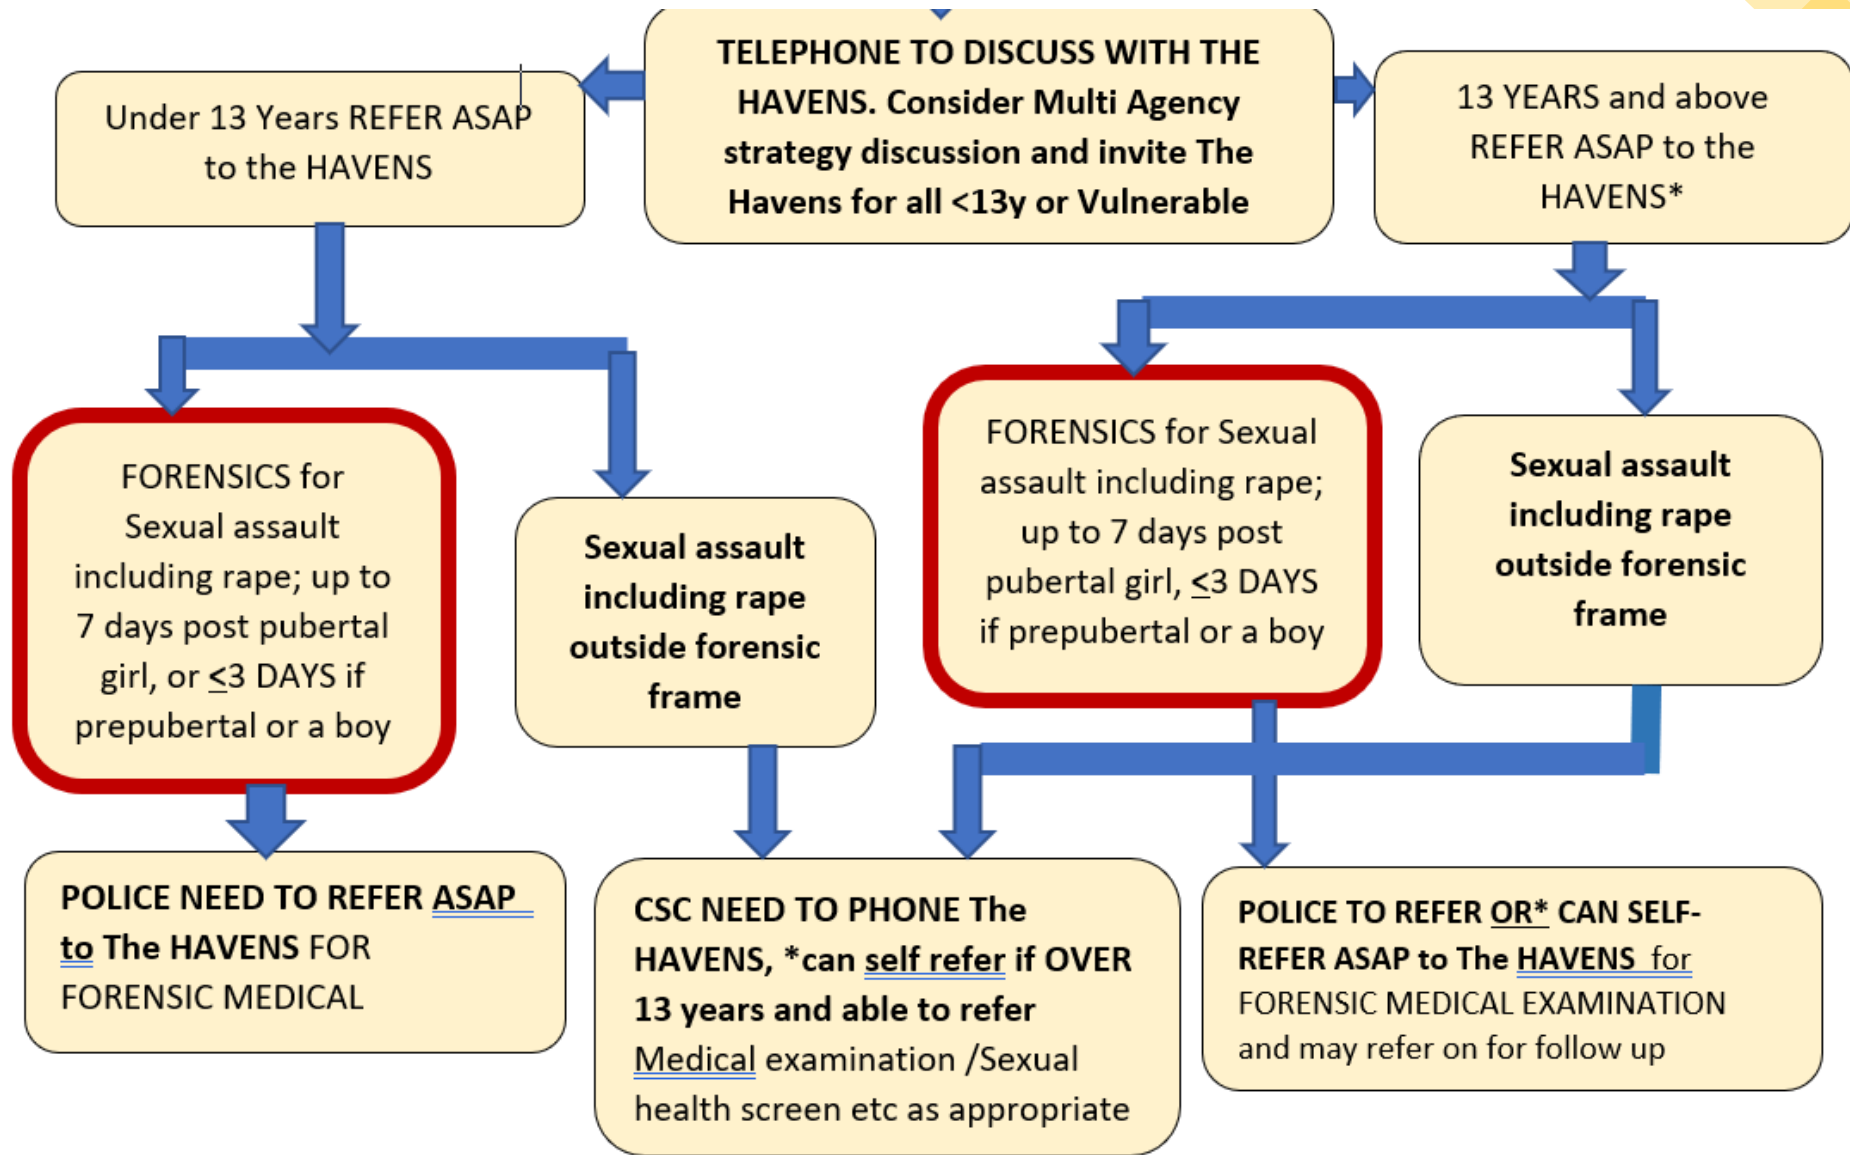 TELEPHONE TO DISCUSS WITH THE
HAVENS. Consider Multi Agency
strategy discussion and invite The
Havens for all <13y or Vulnerable
Under 13 Years REFER ASAP
to the HAVENS
13 YEARS and above
REFER ASAP to the
HAVENS*
FORENSICS for
Sexual assault
including rape; up to
7 days post pubertal
girl, or ≤3 DAYS if
prepubertal or a boy
Sexual assault
including rape
outside forensic
frame
FORENSICS for Sexual
assault including rape;
up to 7 days post
pubertal girl, ≤3 DAYS
if prepubertal or a boy
Sexual assault
including rape
outside forensic
frame
POLICE NEED TO REFER ASAP
to The HAVENS FOR
FORENSIC MEDICAL
CSC NEED TO PHONE The
HAVENS, *can self refer if OVER
13 years and able to refer
Medical examination /Sexual
health screen etc as appropriate
POLICE TO REFER OR* CAN SELF-
REFER ASAP to The HAVENS for
FORENSIC MEDICAL EXAMINATION
and may refer on for follow up